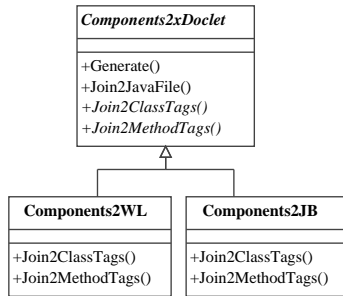 Components2xDoclet
+Generate()
+Join2JavaFile()
+Join2ClassTags()
+Join2MethodTags()
Components2WL
+Join2ClassTags()
+Join2MethodTags()
Components2JB
+Join2ClassTags()
+Join2MethodTags()